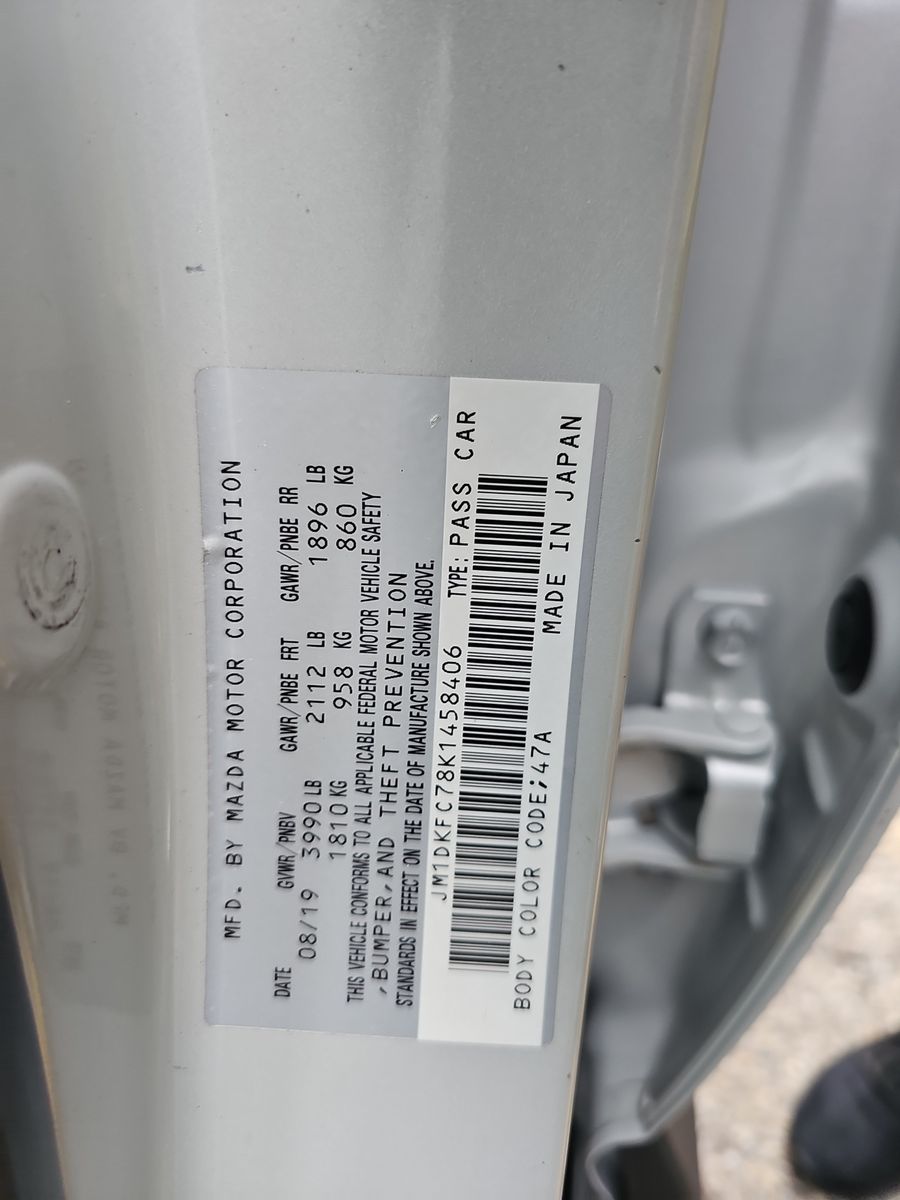 MFD. BY MAZDA MOTOR CORPORATION
DATE GVWR/PNBV GAWR/PNBE FRT GAWR/PNBE RR
08/19 3990 LB 2112 LB 1896 LB
1810 KG 958 KG 860 KG
THIS VEHICLE CONFORMS TO ALL APPLICABLE FEDERAL MOTOR VEHICLE SAFETY
,BUMPER,AND THEFT PREVENTION
STANDARDS IN EFFECT ON THE DATE OF MANUFACTURE SHOWN ABOVE.
JM1DKFC78K1458406 TYPE: PASS CAR
BODY COLOR CODE;47A MADE IN JAPAN